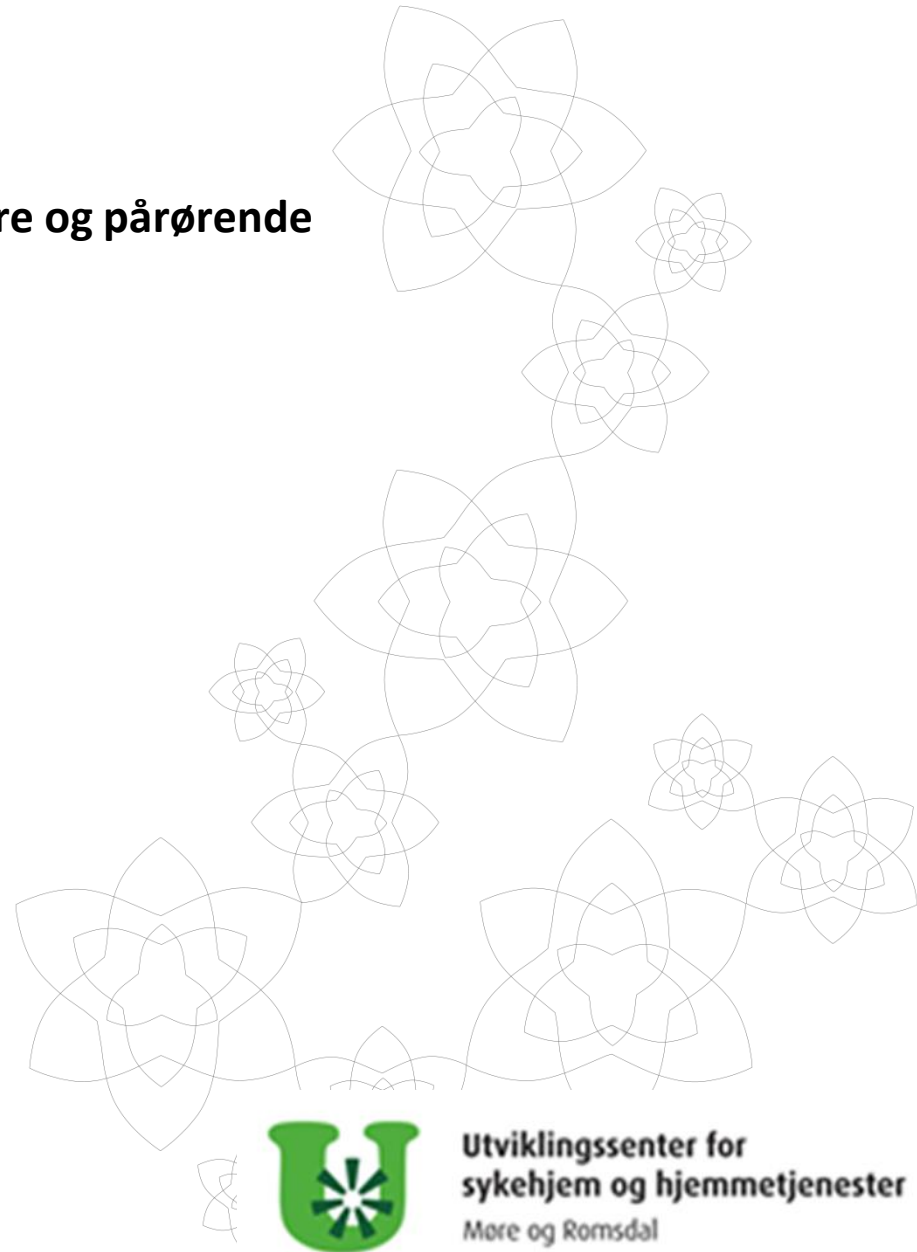 re og pårørende
Utviklingssenter for
sykehjem og hjemmetjenester
Møre og Romsdal